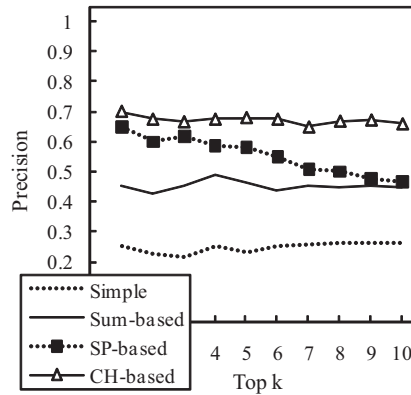 1
0.9
0.8
0.7
0.6
0.5
0.4
0.3
0.2
Precision
Simple
Sum-based
SP-based
CH-based
4 5 6 7 8 9 10
Top k